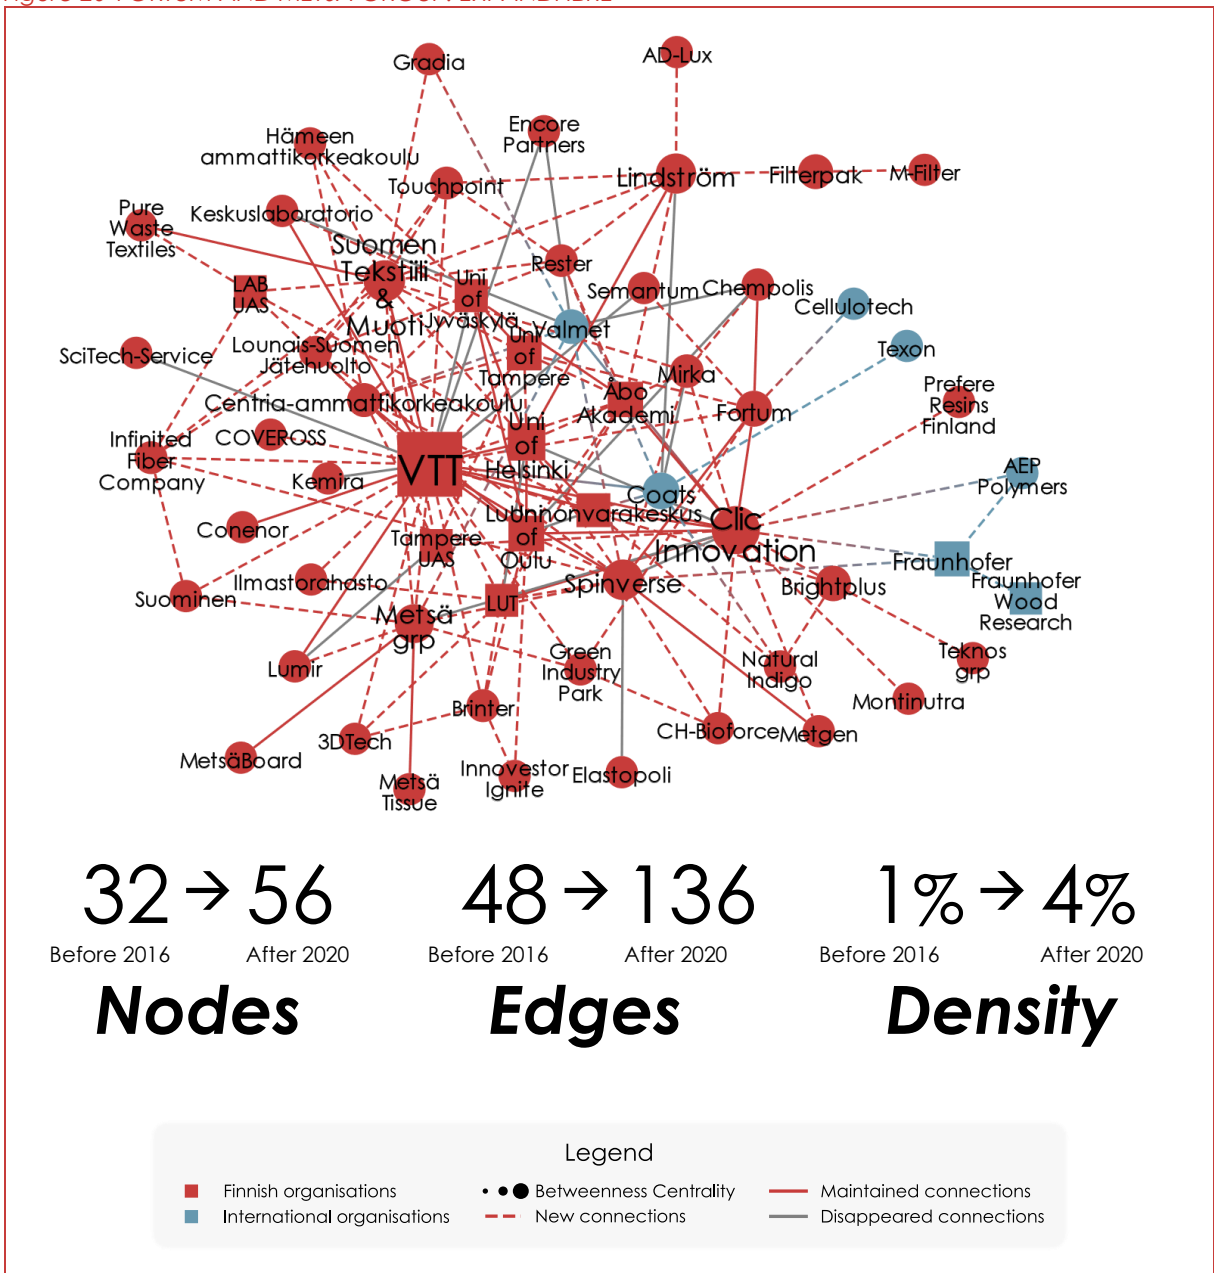 Gradia
AD-Lux
Encore
Partners
Hämeen
ammattikorkeakoulu
Touchpoint
Lindström
Filterpak
M-Filter
Pure
Waste
Textiles
Keskuslaboratorio
Suomen
Tekstiili
&
Muoti
Uni
of
Jyväskylä
Rester
Semantum
Chempolis
Cellulotech
LAB
UAS
Valmet
Texon
SciTech-Service
Lounais-Suomen
Jätehuolto
Uni
of
Tampere
Mirka
Åbo
Akademi
Fortum
Prefere
Resins
Finland
Centria-ammattikorkeakoulu
Infinited
Fiber
Company
COVEROSS
VTT
Uni
of
Helsinki
Kemira
Coats
AEP
Polymers
Luonnonvarakeskus
Clic
Innovation
Conenor
Tampere
UAS
Uni
of
Oulu
Fraunhofer
Fraunhofer
Wood
Research
Ilmastorahasto
Suominen
Spinverse
Brightplus
LUT
Metsä
grp
Lumir
Green
Industry
Park
Natural
Indigo
Teknos
grp
Montinutra
Brinter
3DTech
CH-Bioforce
Metgen
MetsäBoard
Metsä
Tissue
Innovestor
Ignite
Elastopoli
32 → 56
48 → 136
1% → 4%
Before 2016
After 2020
Before 2016
After 2020
Before 2016
After 2020
Nodes
Edges
Density
Legend
Finnish organisations
Betweenness Centrality
Maintained connections
International organisations
New connections
Disappeared connections